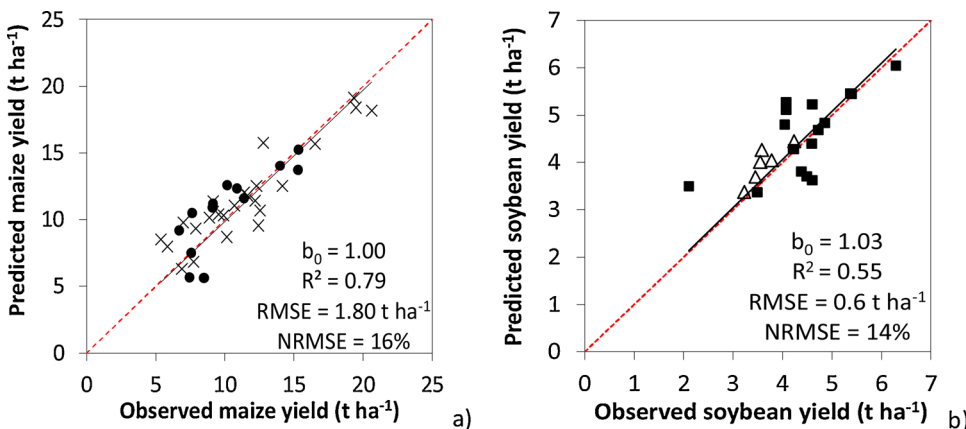 25
20
15
10
5
0
0 5 10 15 20 25
Predicted maize yield (t ha⁻¹)
Observed maize yield (t ha⁻¹)
b₀ = 1.00
R² = 0.79
RMSE = 1.80 t ha⁻¹
NRMSE = 16%
a)
7
6
5
4
3
2
1
0
0 1 2 3 4 5 6 7
Predicted soybean yield (t ha⁻¹)
Observed soybean yield (t ha⁻¹)
b₀ = 1.03
R² = 0.55
RMSE = 0.6 t ha⁻¹
NRMSE = 14%
b)